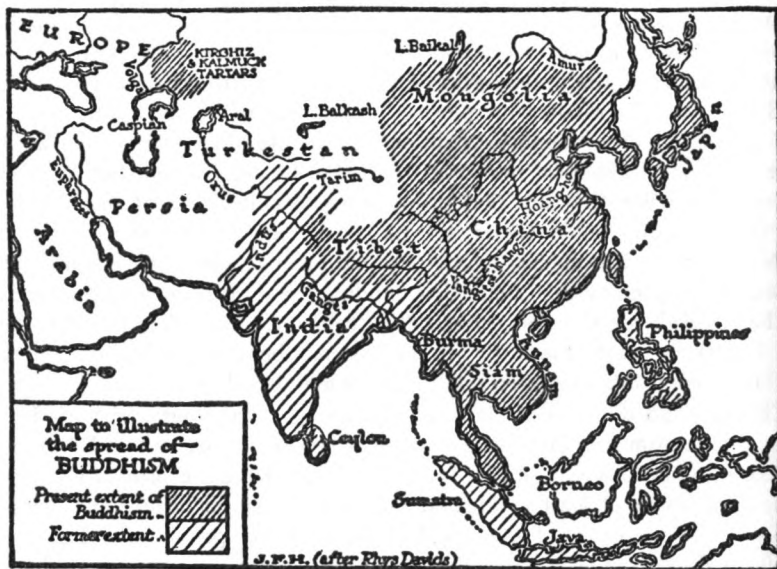 EUROPE
KIRGHIZ
& KALMUCK
TARTARS
Volga
L.Baikal
Amur
Mongolia
Japan
Caspian
Aral
L.Balkash
Turkestan
Oxus
Tarim
Euphrates
Persia
Arabia
Indus
Tibet
China
Hoangho
Yangtse Kiang
Ganges
India
Burma
Siam
Annam
Philippines
Ceylon
Sumatra
Borneo
Java
Map to illustrate
the spread of
BUDDHISM
Present extent of
Buddhism
Former extent
J.F.H. (after Rhys Davids)